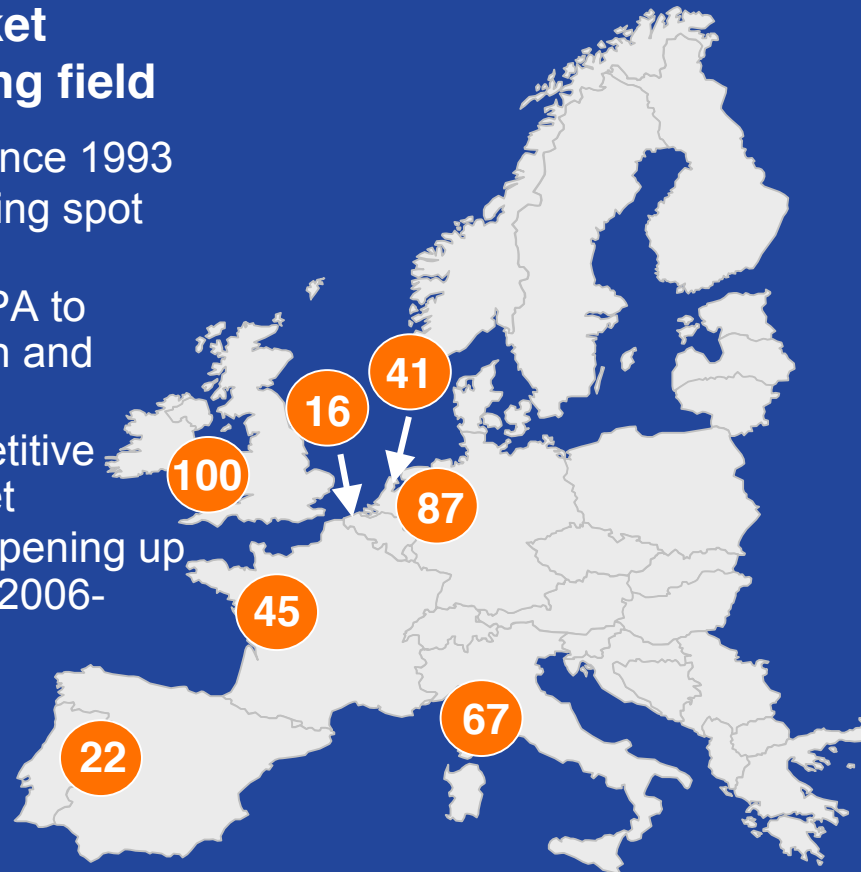 ket
ng field
nce 1993
ing spot
PA to
n and
etitive
et
pening up
2006-
41
16
100
87
45
67
22